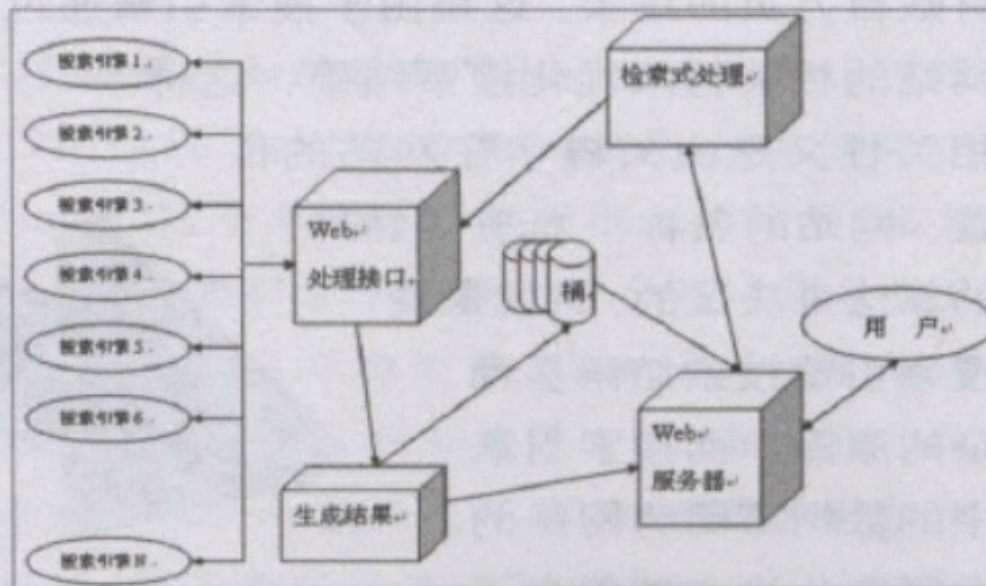 搜索引擎1
搜索引擎2
搜索引擎3
搜索引擎4
搜索引擎5
搜索引擎6
搜索引擎N
检索式处理
Web
处理接口
桶
用 户
Web
服务器
生成结果